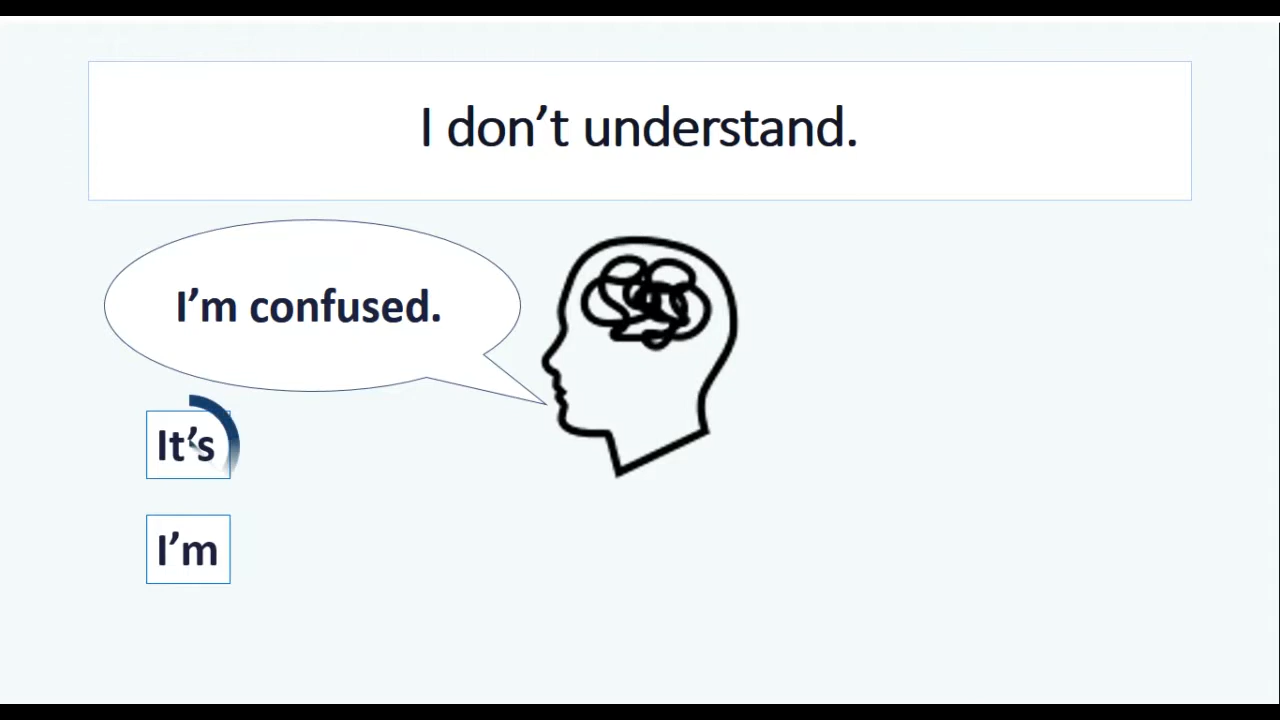 I don’t understand.
I’m confused.
It’s
I’m